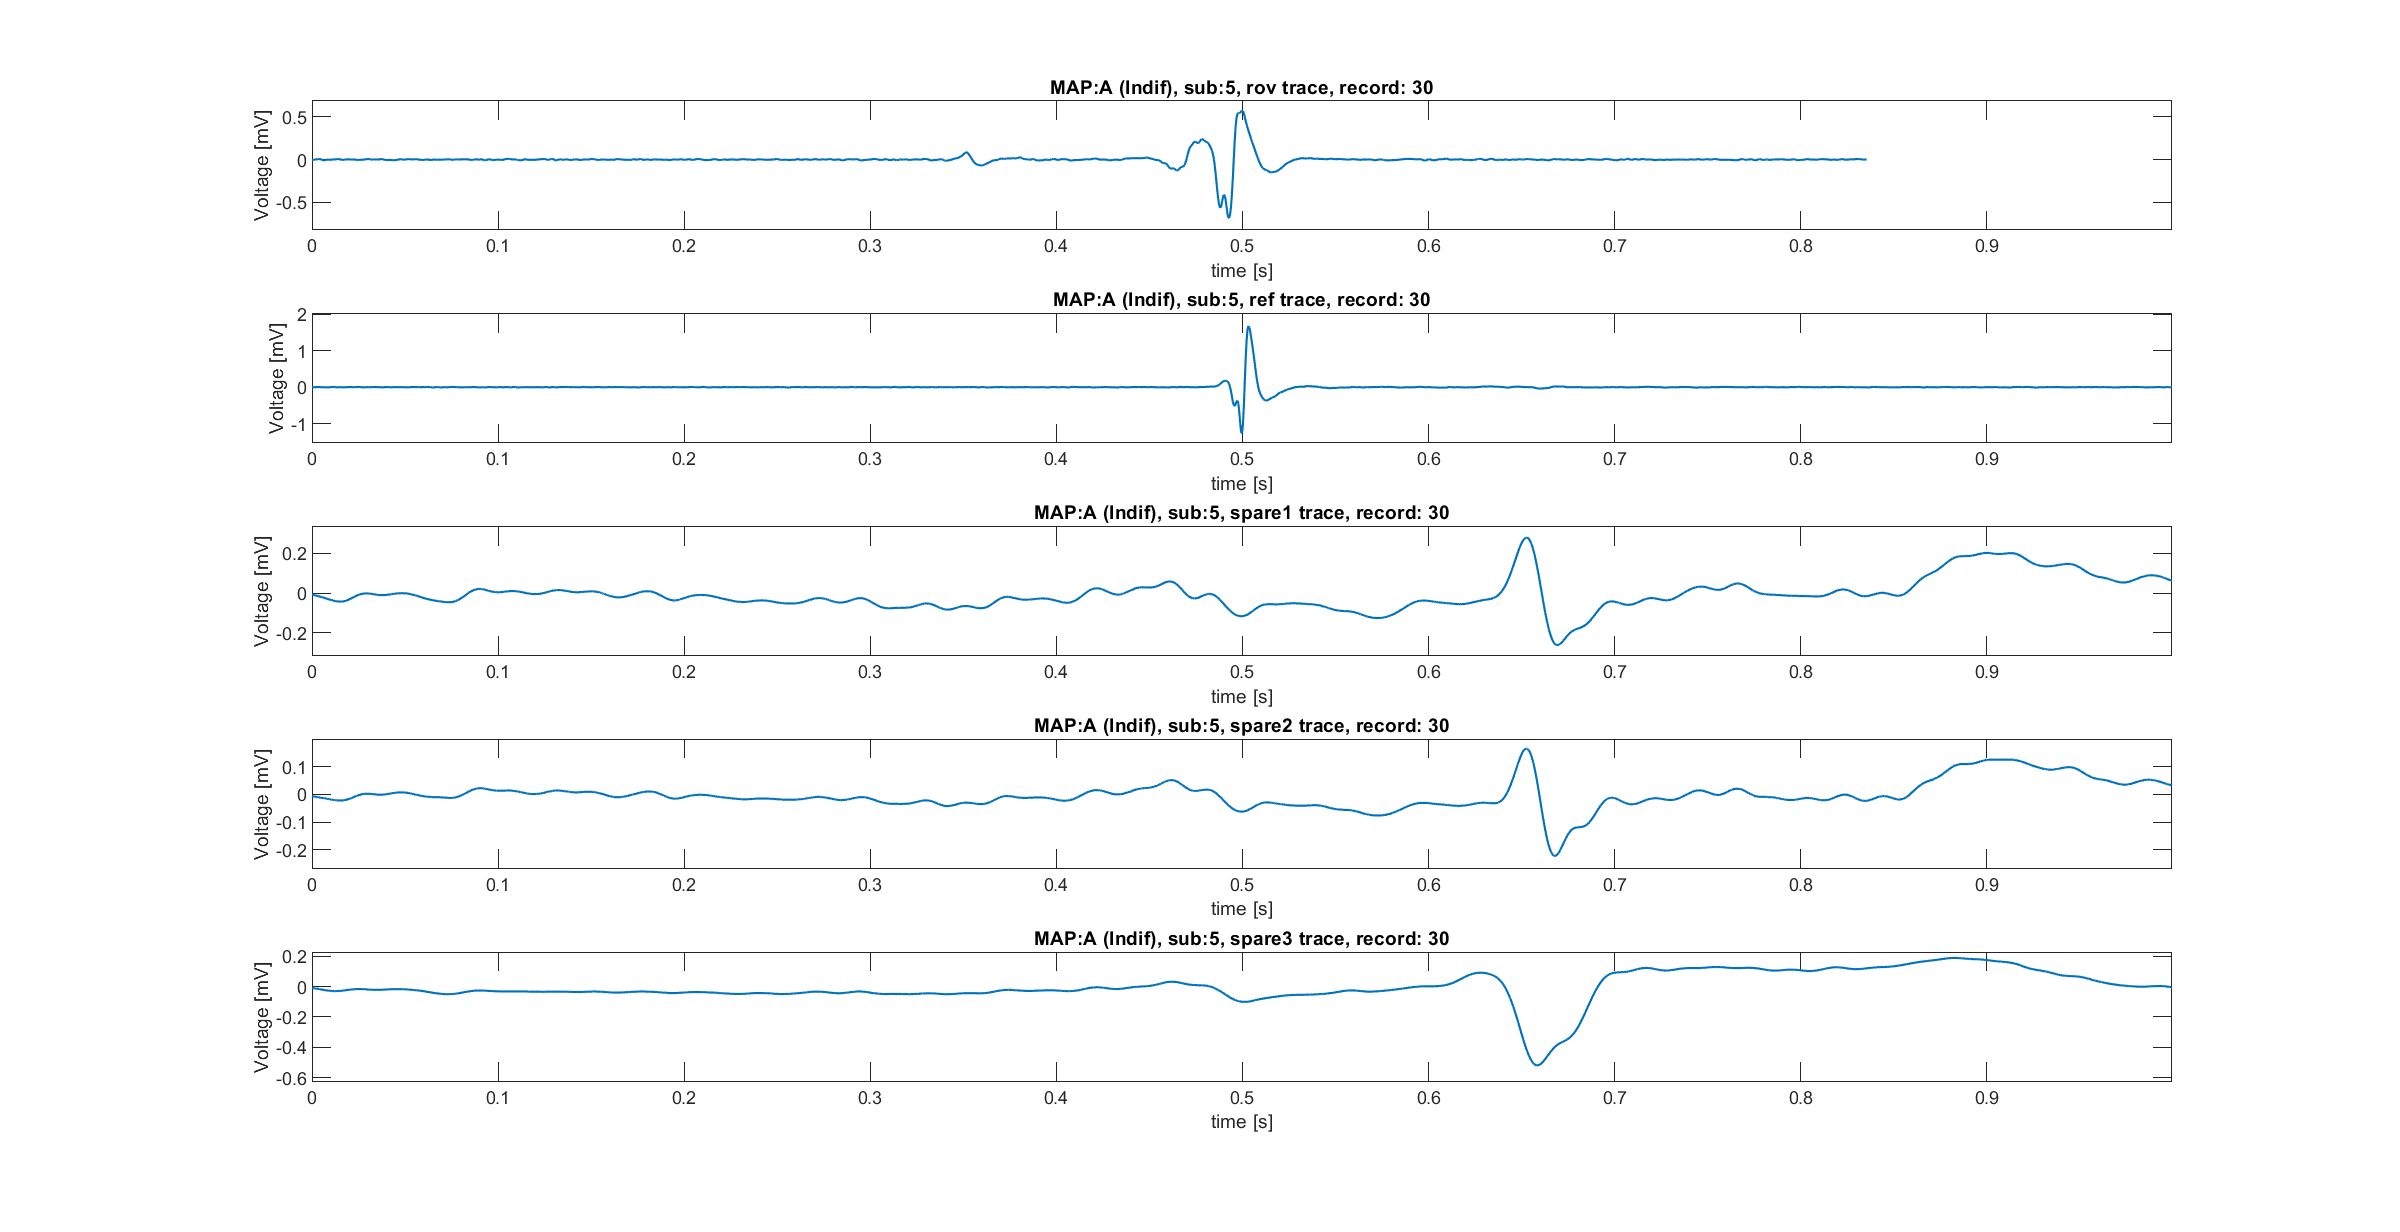 MAP:A (Indif), sub:5, rov trace, record: 30
Voltage [mV]
0.5
0
-0.5
0 0.1 0.2 0.3 0.4 0.5 0.6 0.7 0.8 0.9
time [s]
MAP:A (Indif), sub:5, ref trace, record: 30
Voltage [mV]
2
1
0
-1
0 0.1 0.2 0.3 0.4 0.5 0.6 0.7 0.8 0.9
time [s]
MAP:A (Indif), sub:5, spare1 trace, record: 30
Voltage [mV]
0.2
0
-0.2
0 0.1 0.2 0.3 0.4 0.5 0.6 0.7 0.8 0.9
time [s]
MAP:A (Indif), sub:5, spare2 trace, record: 30
Voltage [mV]
0.1
0
-0.1
-0.2
0 0.1 0.2 0.3 0.4 0.5 0.6 0.7 0.8 0.9
time [s]
MAP:A (Indif), sub:5, spare3 trace, record: 30
Voltage [mV]
0.2
0
-0.2
-0.4
-0.6
0 0.1 0.2 0.3 0.4 0.5 0.6 0.7 0.8 0.9
time [s]